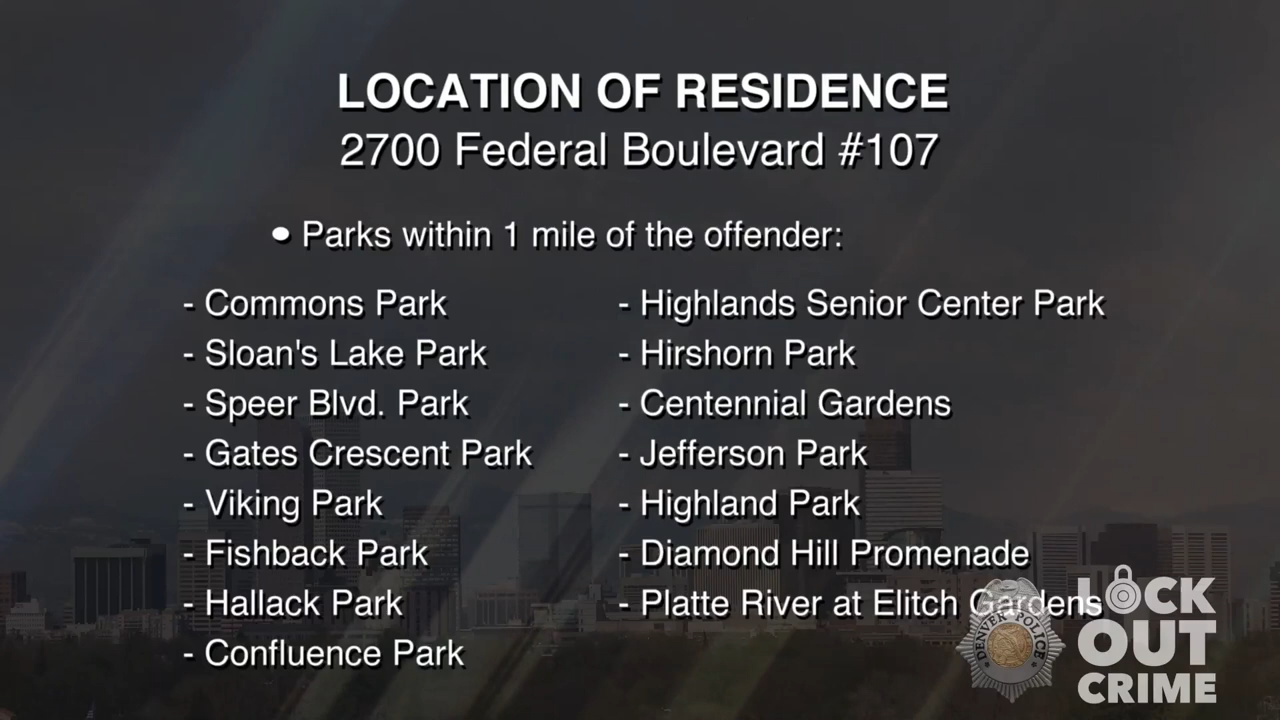 LOCATION OF RESIDENCE
2700 Federal Boulevard #107
• Parks within 1 mile of the offender:
- Commons Park
- Sloan's Lake Park
- Speer Blvd. Park
- Gates Crescent Park
- Viking Park
- Fishback Park
- Hallack Park
- Confluence Park
- Highlands Senior Center Park
- Hirshorn Park
- Centennial Gardens
- Jefferson Park
- Highland Park
- Diamond Hill Promenade
- Platte River at Elitch Gardens
DENVER POLICE
LOCK
OUT
CRIME